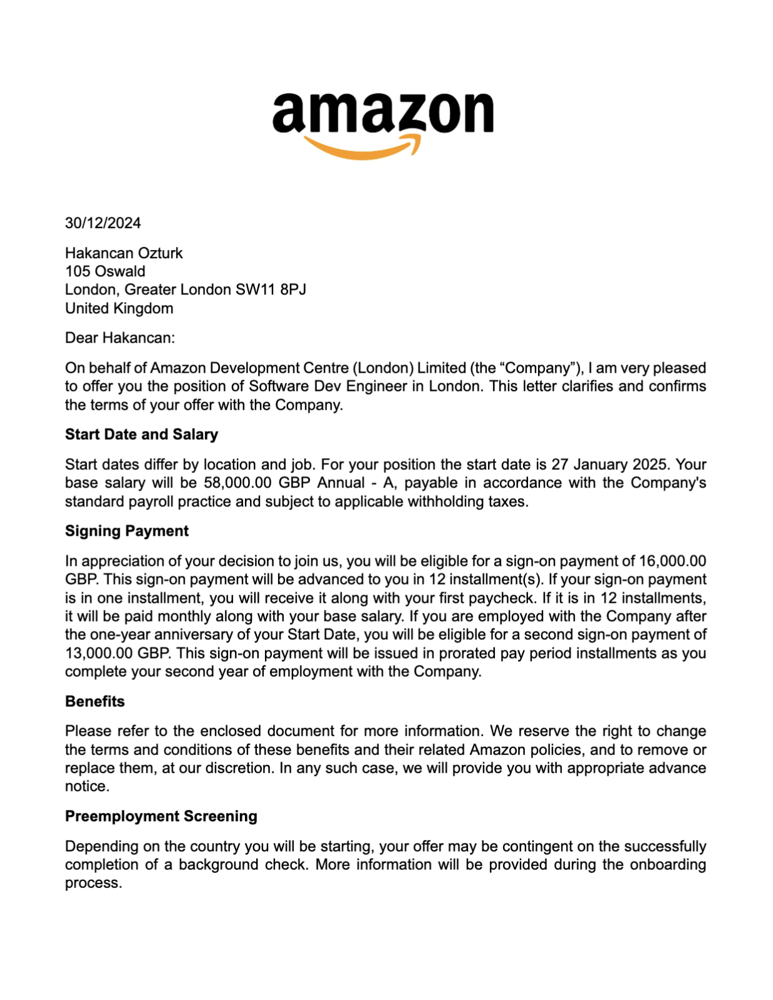 amazon
30/12/2024
Hakancan Ozturk
105 Oswald
London, Greater London SW11 8PJ
United Kingdom
Dear Hakancan:
On behalf of Amazon Development Centre (London) Limited (the “Company”), I am very pleased
to offer you the position of Software Dev Engineer in London. This letter clarifies and confirms
the terms of your offer with the Company.
Start Date and Salary
Start dates differ by location and job. For your position the start date is 27 January 2025. Your
base salary will be 58,000.00 GBP Annual - A, payable in accordance with the Company's
standard payroll practice and subject to applicable withholding taxes.
Signing Payment
In appreciation of your decision to join us, you will be eligible for a sign-on payment of 16,000.00
GBP. This sign-on payment will be advanced to you in 12 installment(s). If your sign-on payment
is in one installment, you will receive it along with your first paycheck. If it is in 12 installments,
it will be paid monthly along with your base salary. If you are employed with the Company after
the one-year anniversary of your Start Date, you will be eligible for a second sign-on payment of
13,000.00 GBP. This sign-on payment will be issued in prorated pay period installments as you
complete your second year of employment with the Company.
Benefits
Please refer to the enclosed document for more information. We reserve the right to change
the terms and conditions of these benefits and their related Amazon policies, and to remove or
replace them, at our discretion. In any such case, we will provide you with appropriate advance
notice.
Preemployment Screening
Depending on the country you will be starting, your offer may be contingent on the successfully
completion of a background check. More information will be provided during the onboarding
process.